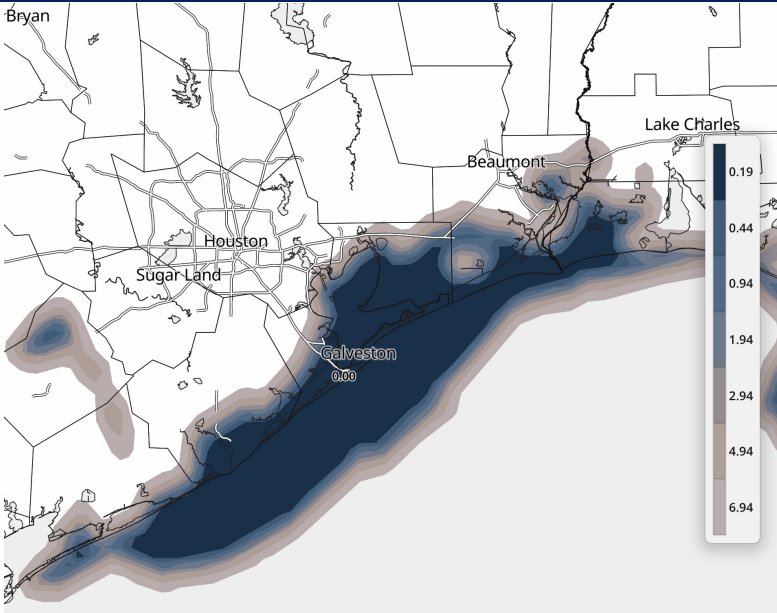 Bryan
Lake Charles
Beaumont
Houston
Sugar Land
Galveston
0.00
0.19
0.44
0.94
1.94
2.94
4.94
6.94